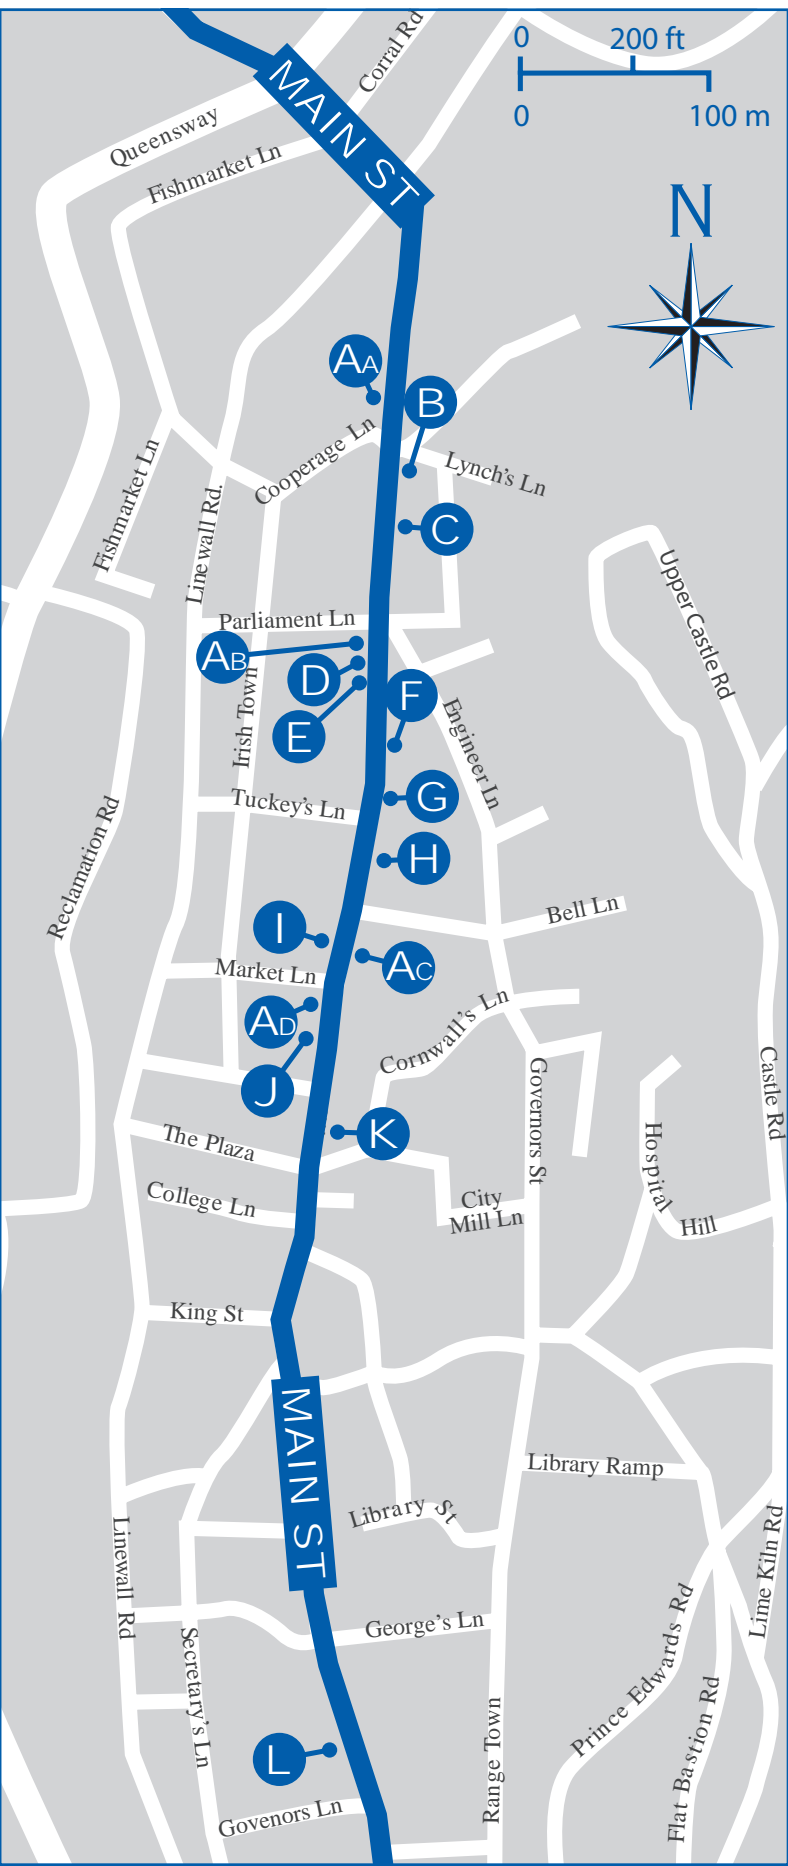 0 200 ft
0 100 m
Corral Rd
MAIN ST
Queensway
Fishmarket Ln
N
AA
B
Cooperage Ln
Lynch's Ln
Fishmarket Ln
Linewall Rd.
C
Upper Castle Rd
Parliament Ln
AB
D
F
Irish Town
E
Engineer Ln
Tuckey's Ln
G
Reclamation Rd
H
Bell Ln
I
Market Ln
AC
AD
Cornwall's Ln
J
Governors St
Castle Rd
The Plaza
K
Hospital
Hill
College Ln
City
Mill Ln
King St
MAIN ST
Library Ramp
Library St
Linewall Rd
Lime Kiln Rd
George's Ln
Secretary's Ln
Prince Edwards Rd
Range Town
Flat Bastion Rd
L
Govenors Ln